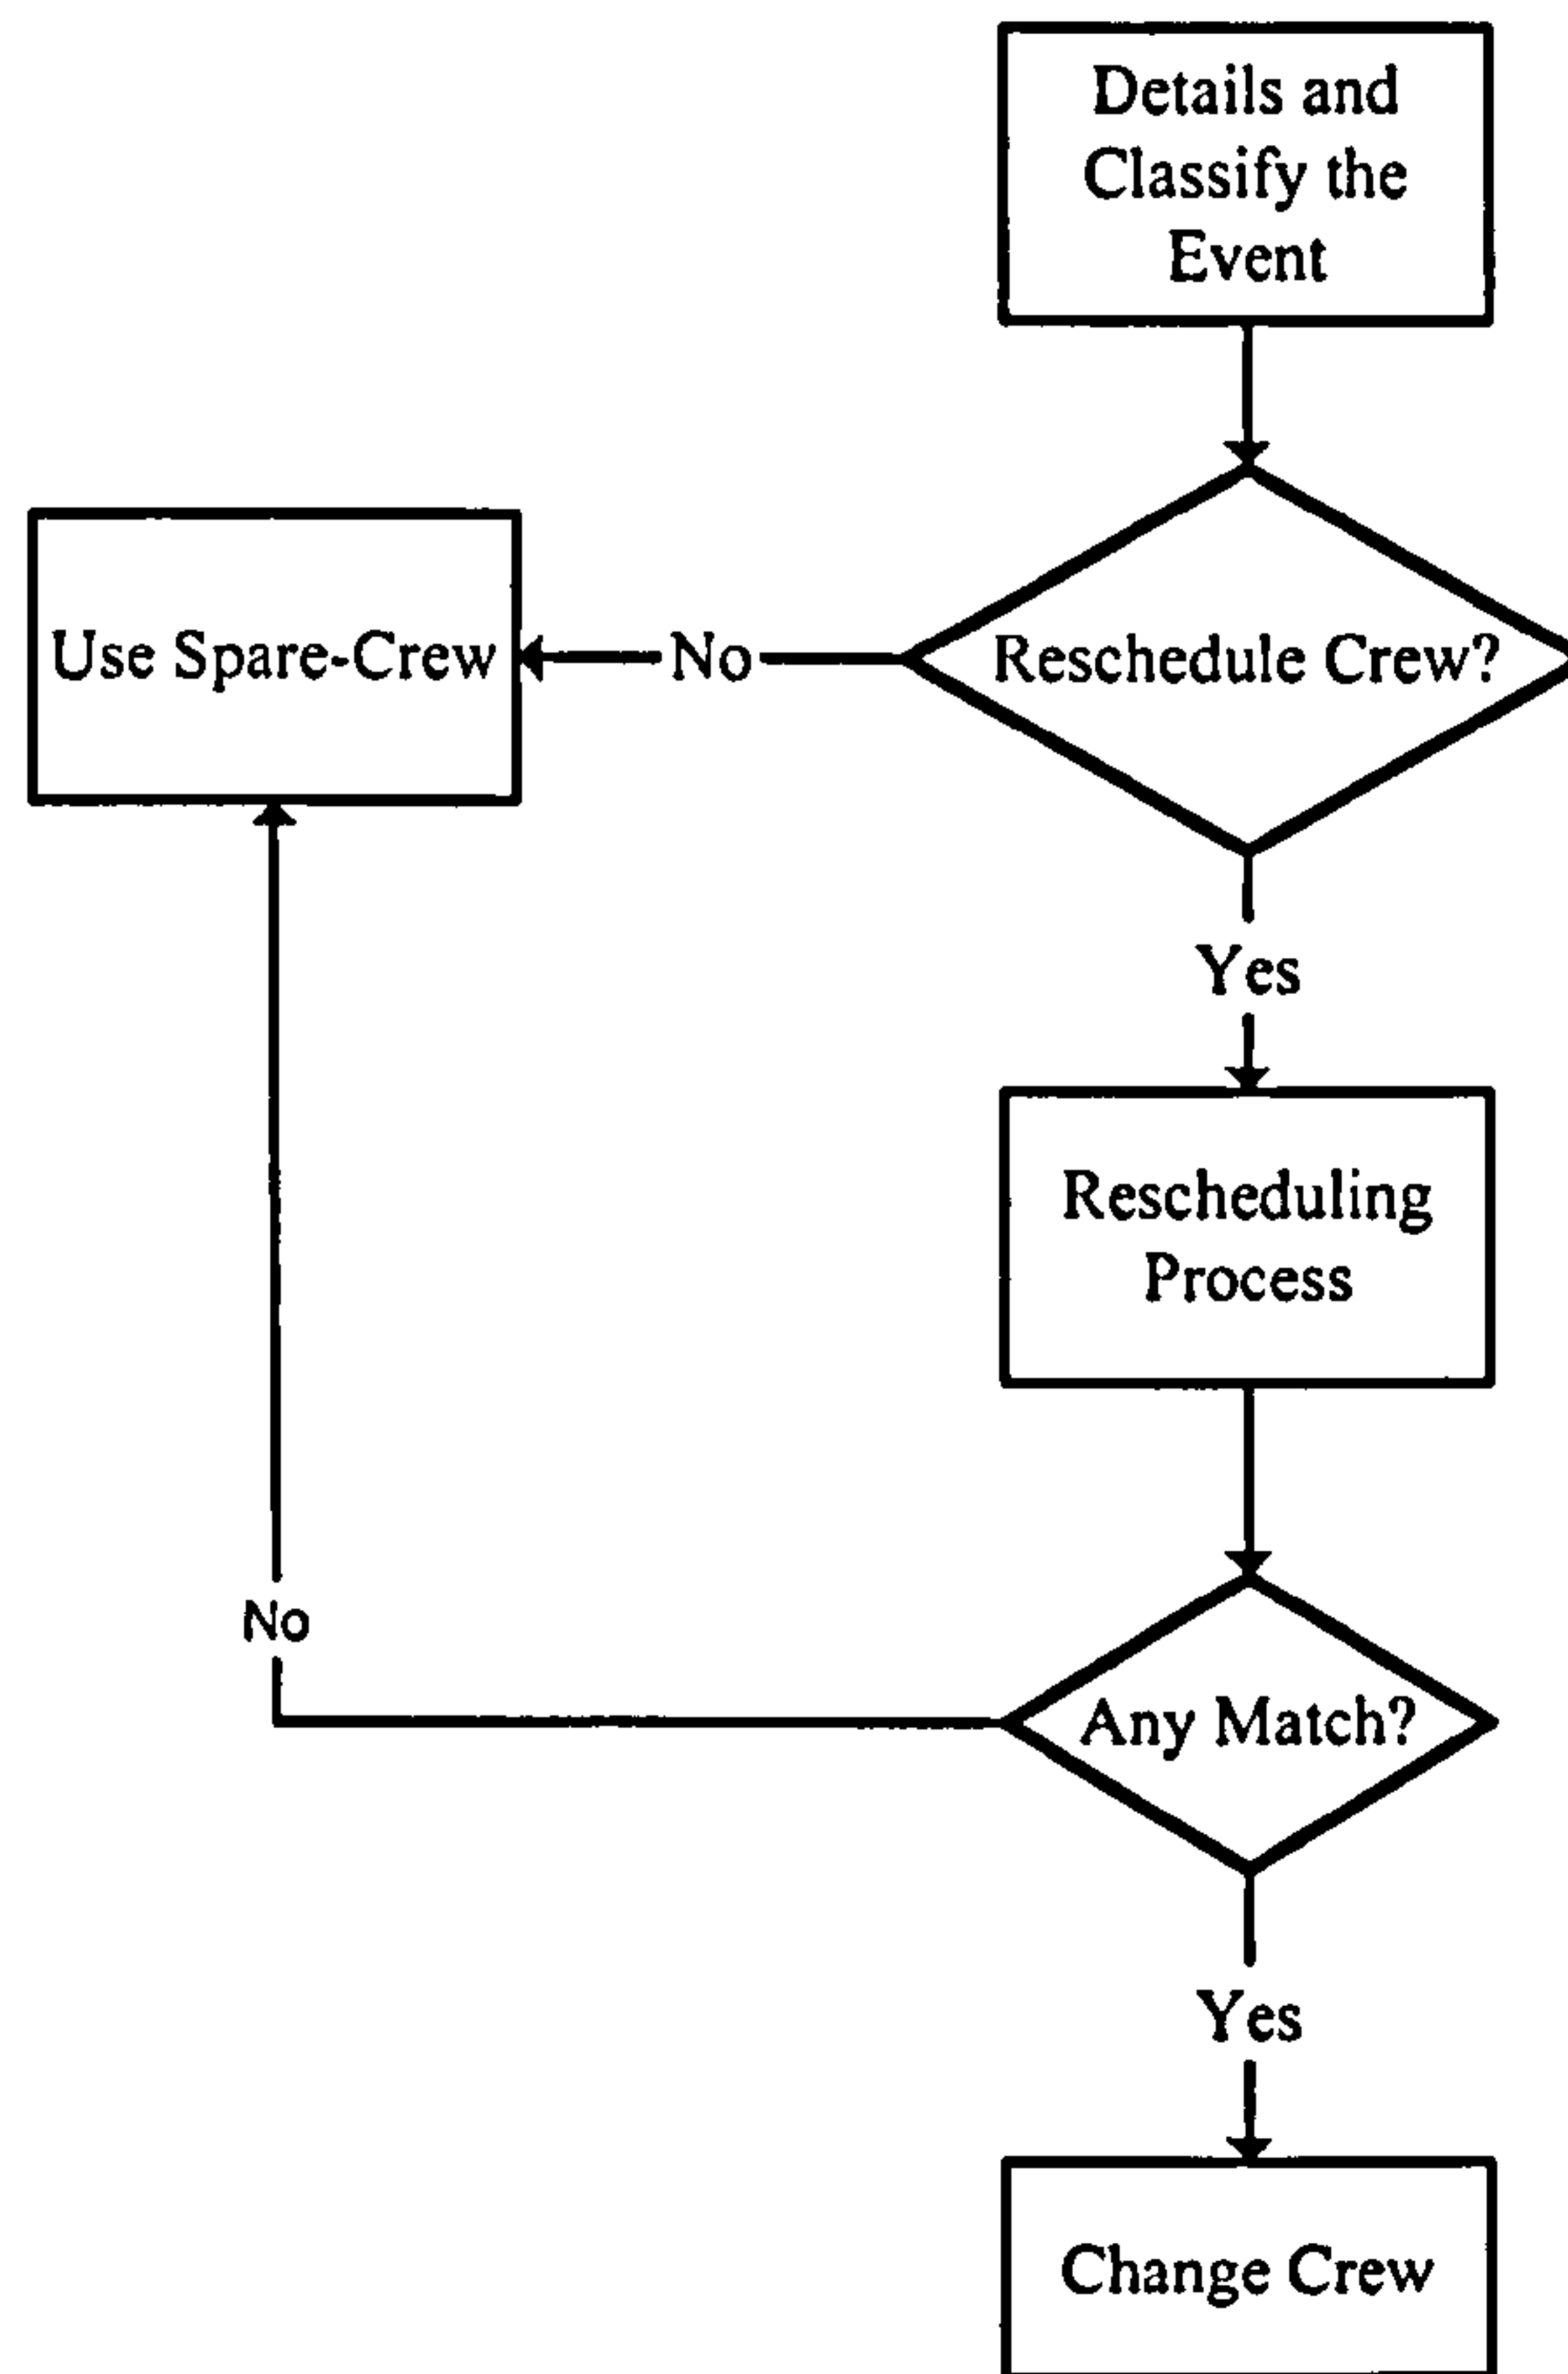 Details and
Classify the
Event
Use Spare-Crew
No
Reschedule Crew?
Yes
Rescheduling
Process
No
Any Match?
Yes
Change Crew